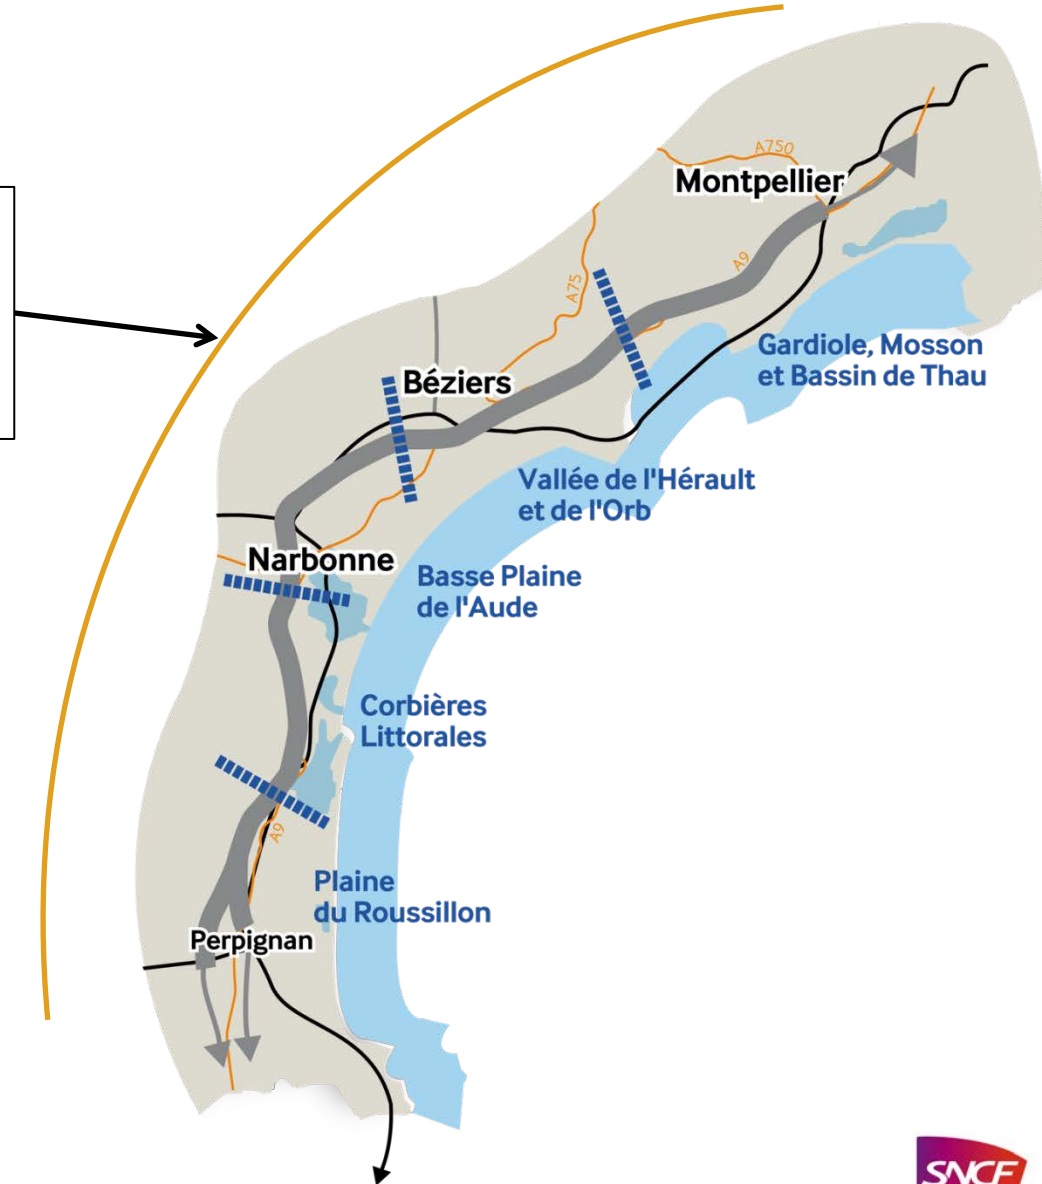 A750
Montpellier
A9
A75
Gardiole, Mosson
et Bassin de Thau
Béziers
Vallée de l'Hérault
et de l'Orb
Narbonne
Basse Plaine
de l'Aude
Corbières
Littorales
A9
Plaine
du Roussillon
Perpignan
SNCF